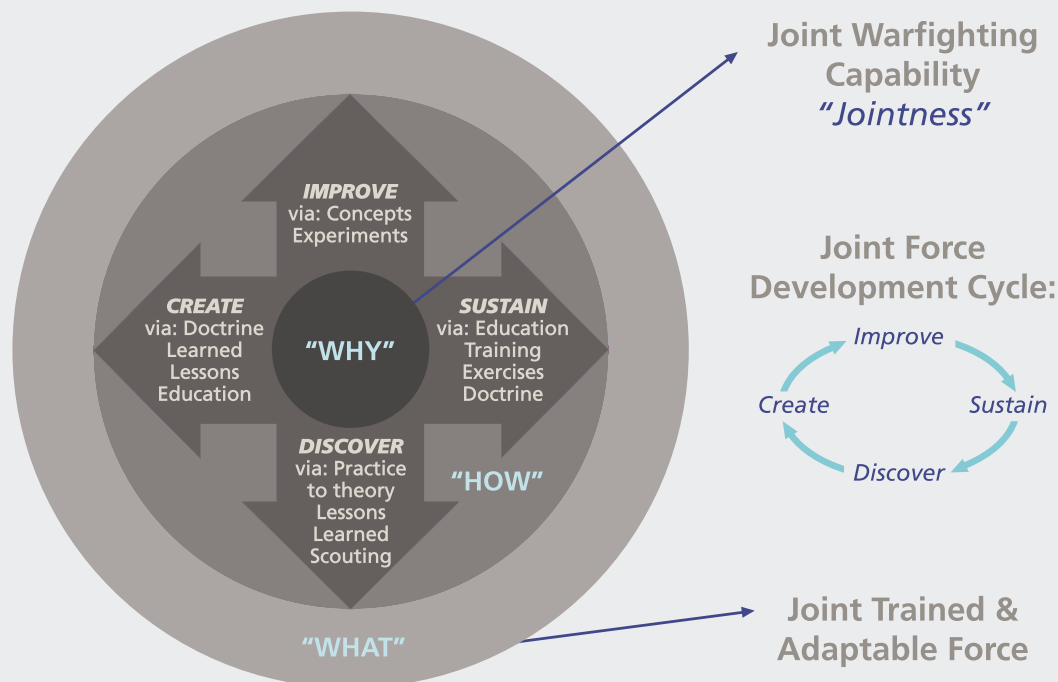 IMPROVE
via: Concepts
Experiments
CREATE
via: Doctrine
Learned
Lessons
Education
“WHY”
SUSTAIN
via: Education
Training
Exercises
Doctrine
DISCOVER
via: Practice
to theory
Lessons
Learned
Scouting
“HOW”
“WHAT”
Joint Warfighting
Capability
“Jointness”
Joint Force
Development Cycle:
Improve
Create
Sustain
Discover
Joint Trained &
Adaptable Force